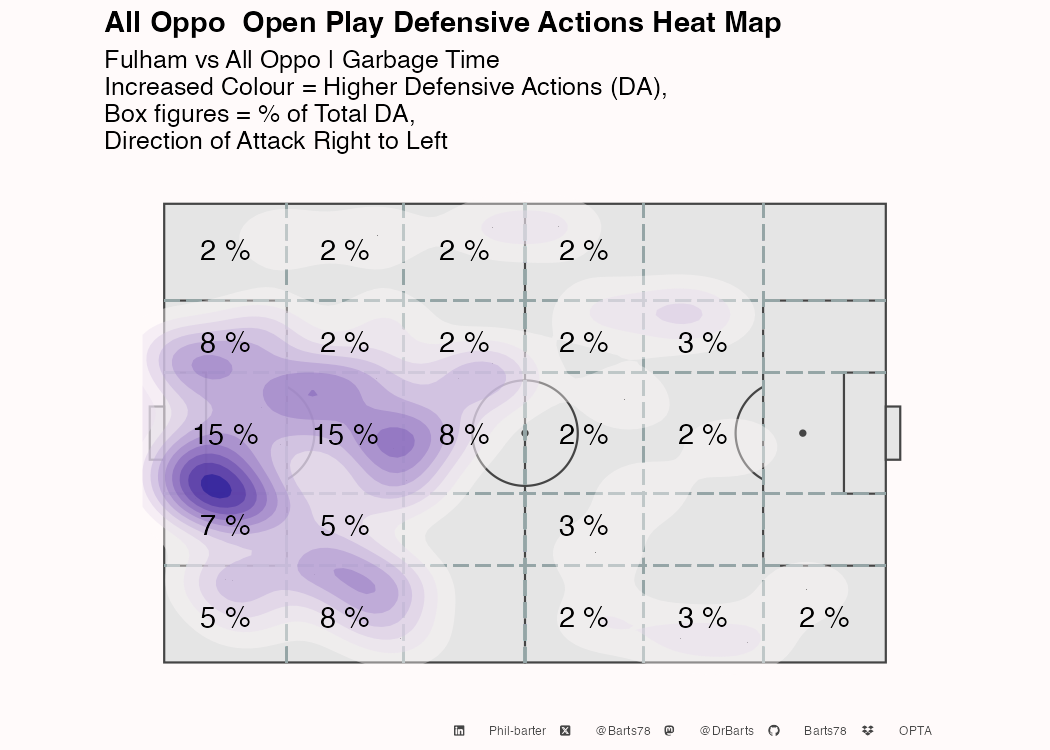 All Oppo  Open Play Defensive Actions Heat Map
Fulham vs All Oppo | Garbage Time
Increased Colour = Higher Defensive Actions (DA),
Box figures = % of Total DA,
Direction of Attack Right to Left
2 % 2 % 2 % 2 %
8 % 2 % 2 % 2 % 3 %
15 % 15 % 8 % 2 % 2 %
7 % 5 % 3 %
5 % 8 % 2 % 3 % 2 %
Phil-barter @Barts78 @DrBarts Barts78 OPTA